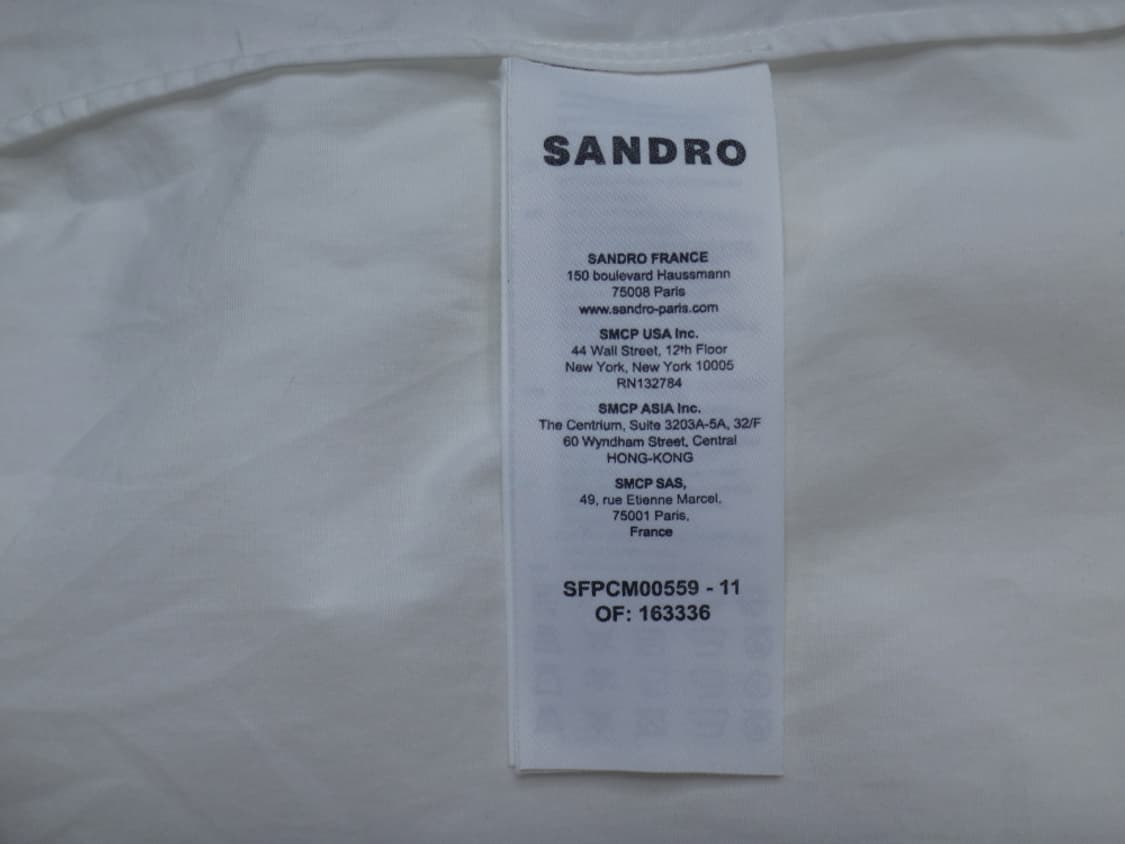 SANDRO
SANDRO FRANCE
150 boulevard Haussmann
75008 Paris
www.sandro-paris.com
SMCP USA Inc.
44 Wall Street, 12th Floor
New York, New York 10005
RN132784
SMCP ASIA Inc.
The Centrium, Suite 3203A-5A, 32/F
60 Wyndham Street, Central
HONG-KONG
SMCP SAS,
49, rue Etienne Marcel,
75001 Paris,
France
SFPCM00559 - 11
OF: 163336